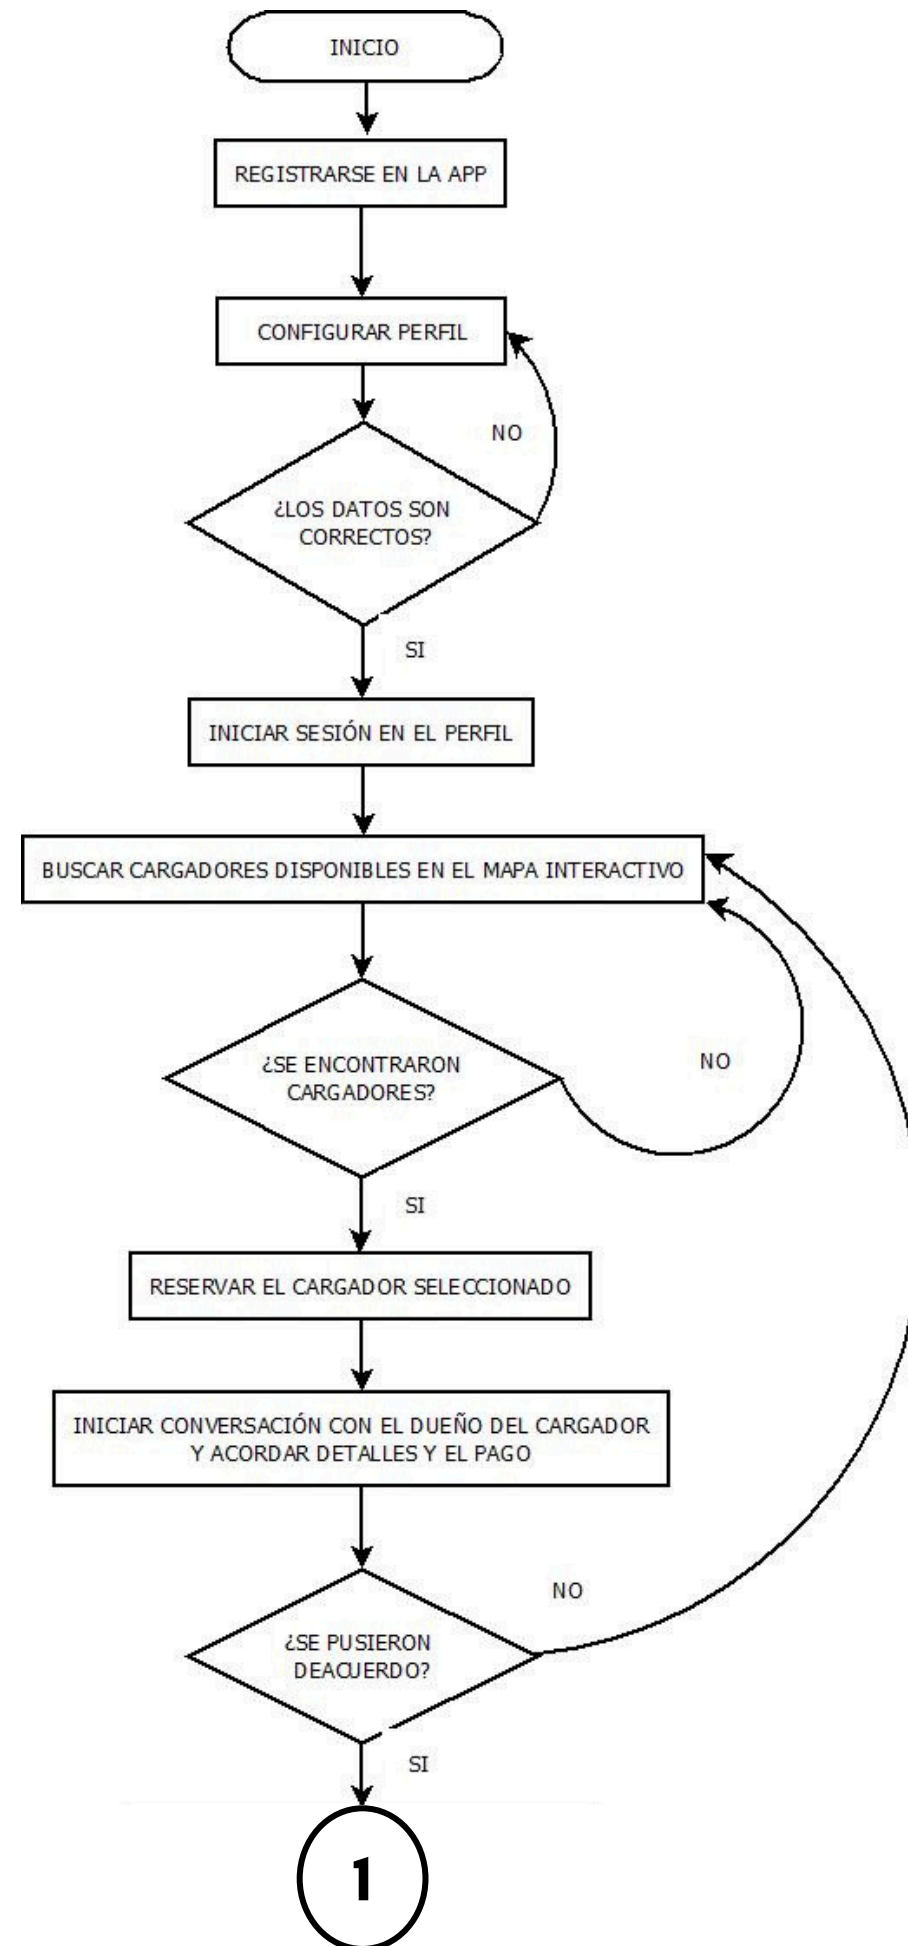 INICIO
REGISTRARSE EN LA APP
CONFIGURAR PERFIL
NO
¿LOS DATOS SON
CORRECTOS?
SI
INICIAR SESIÓN EN EL PERFIL
BUSCAR CARGADORES DISPONIBLES EN EL MAPA INTERACTIVO
¿SE ENCONTRARON
CARGADORES?
NO
SI
RESERVAR EL CARGADOR SELECCIONADO
INICIAR CONVERSACIÓN CON EL DUEÑO DEL CARGADOR
Y ACORDAR DETALLES Y EL PAGO
NO
¿SE PUSIERON
DEACUERDO?
SI
1